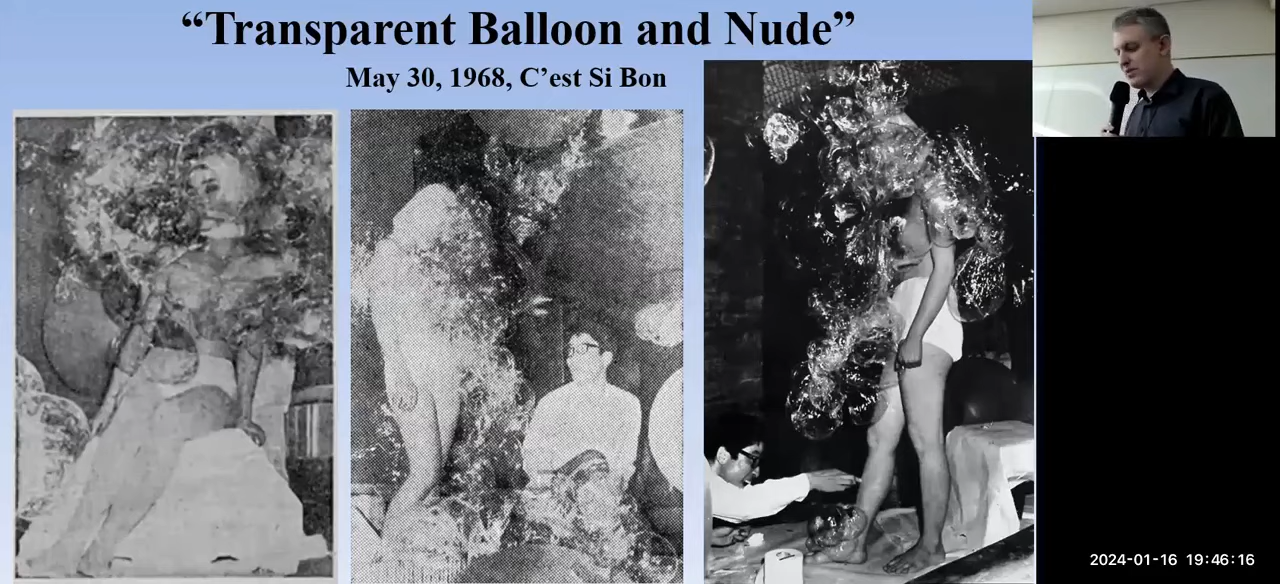 “Transparent Balloon and Nude”
May 30, 1968, C’est Si Bon
2024-01-16 19:46:16